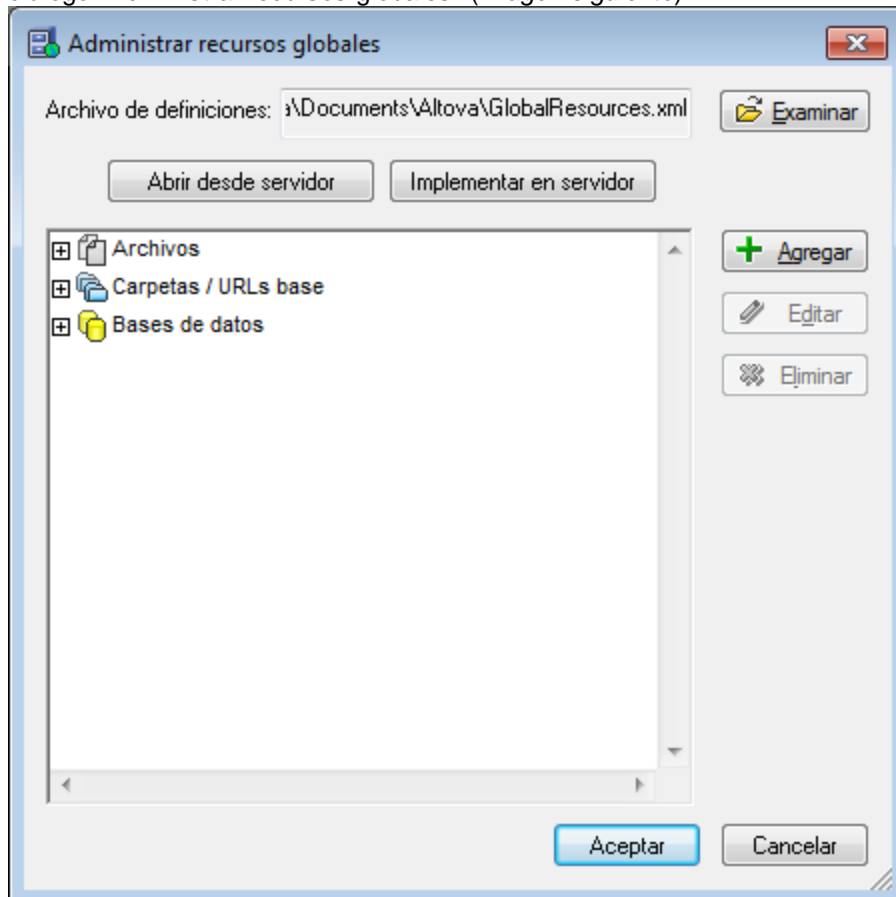 Administrar recursos globales
Archivo de definiciones: \Documents\Altova\GlobalResources.xml Examinar
Abrir desde servidor Implementar en servidor
Archivos Agregar
Carpetas / URLs base
Bases de datos Editar
Eliminar
Aceptar Cancelar